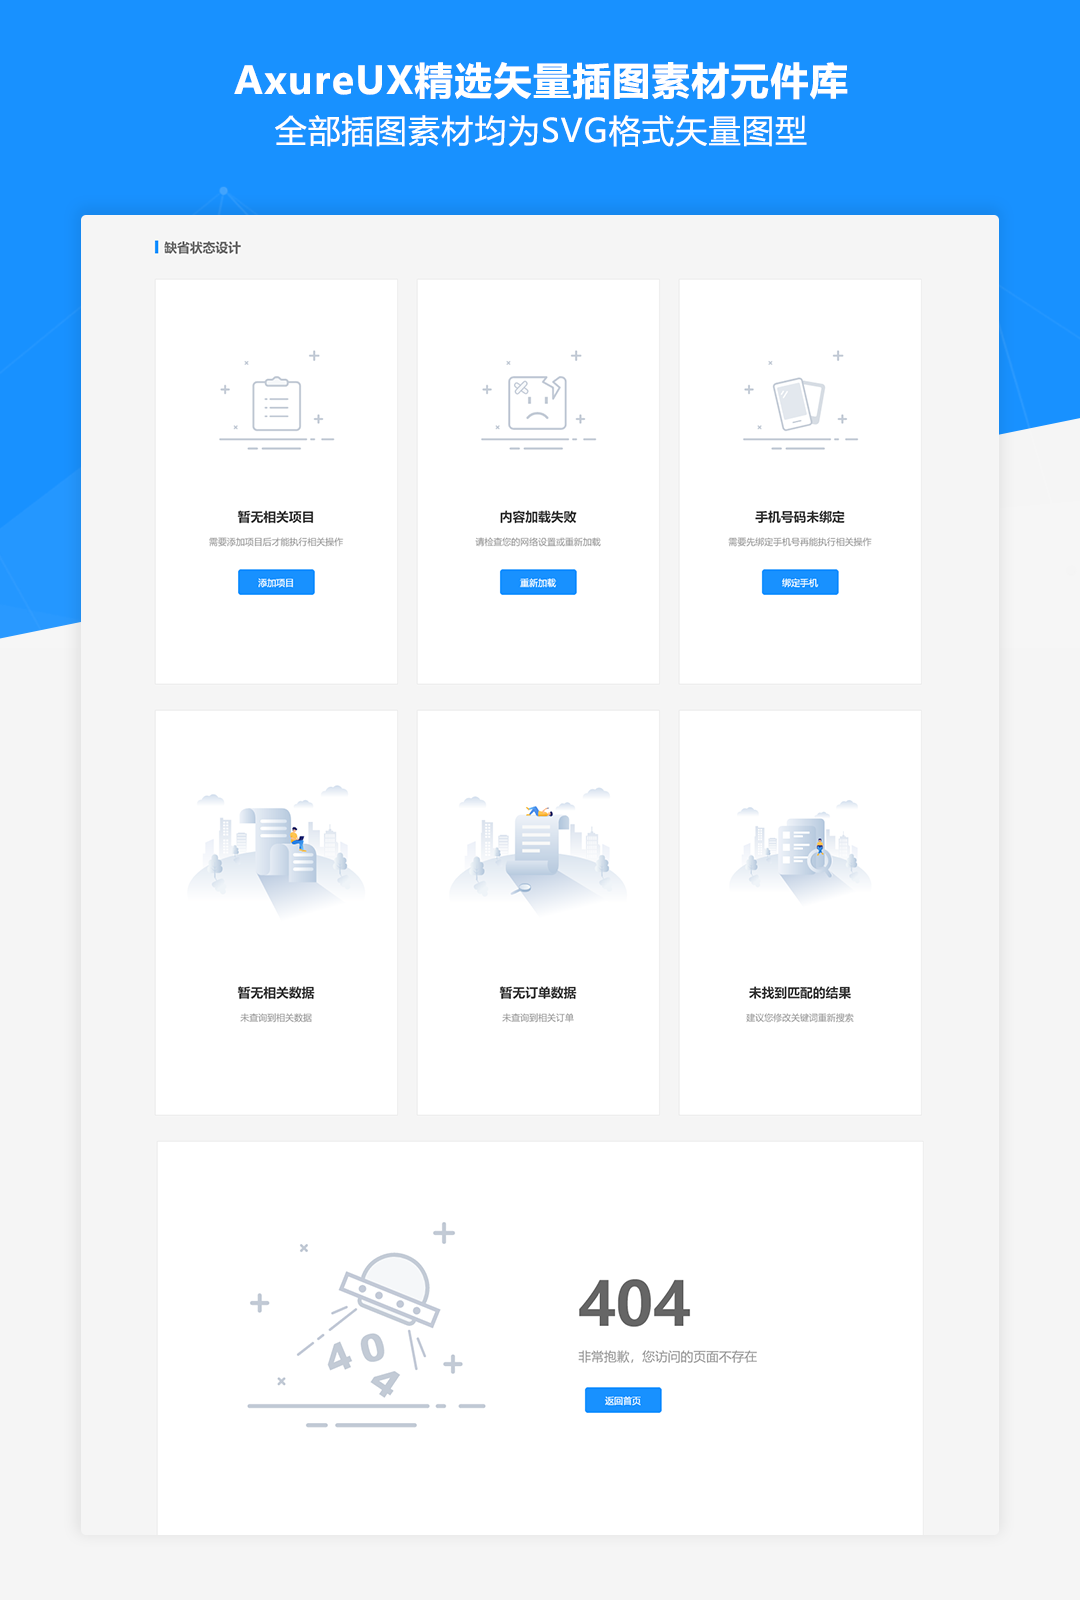 AxureUX精选矢量插图素材元件库
全部插图素材均为SVG格式矢量图型
缺省状态设计
暂无相关项目
需要添加项目后才能执行相关操作
添加项目
内容加载失败
请检查您的网络设置或重新加载
重新加载
手机号码未绑定
需要先绑定手机号再能执行相关操作
绑定手机
暂无相关数据
未查询到相关数据
暂无订单数据
未查询到相关订单
未找到匹配的结果
建议您修改关键词重新搜索
4 0
4
404
非常抱歉，您访问的页面不存在
返回首页